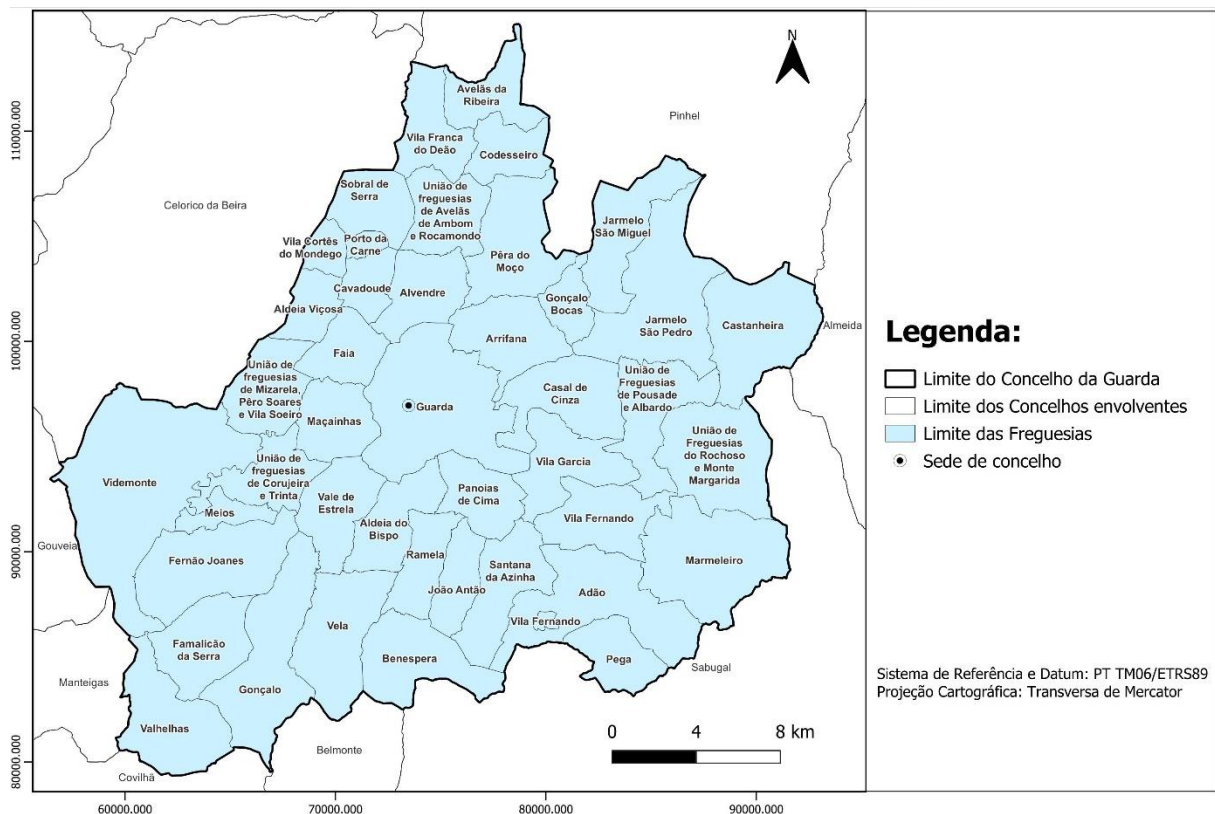 N
Avelãs da
Ribeira
Pinhel
Vila Franca
do Deão
Codesseiro
Sobral de
Serra
União de
freguesias
de Avelãs
de Ambom
e Rocamondo
Celorico da Beira
Jarmelo
São Miguel
Vila Cortês
do Mondego
Porto da
Carne
Pêra do
Moço
Cavadoude
Alvendre
Gonçalo
Bocas
Aldeia Viçosa
Jarmelo
São Pedro
Castanheira
Almeida
Arrifana
Faia
União de
freguesias
de Mizarela,
Pêro Soares
e Vila Soeiro
União de
Freguesias
de Pousade
e Albardo
Casal de
Cinza
Guarda
Maçainhas
União de
Freguesias
do Rochoso
e Monte
Margarida
União de
freguesias
de Corujeira
e Trinta
Vila Garcia
Videmonte
Panoias
de Cima
Vale de
Estrela
Meios
Vila Fernando
Aldeia do
Bispo
Gouveia
Fernão Joanes
Ramela
Marmeleiro
Santana
da Azinha
João Antão
Adão
Vila Fernando
Vela
Famalicão
da Serra
Benespera
Pega
Sabugal
Manteigas
Gonçalo
Valhelhas
Belmonte
Covilhã
0 4 8 km
110000.000
100000.000
90000.000
80000.000
60000.000 70000.000 80000.000 90000.000
Legenda:
Limite do Concelho da Guarda
Limite dos Concelhos envolventes
Limite das Freguesias
Sede de concelho
Sistema de Referência e Datum: PT TM06/ETRS89
Projeção Cartográfica: Transversa de Mercator